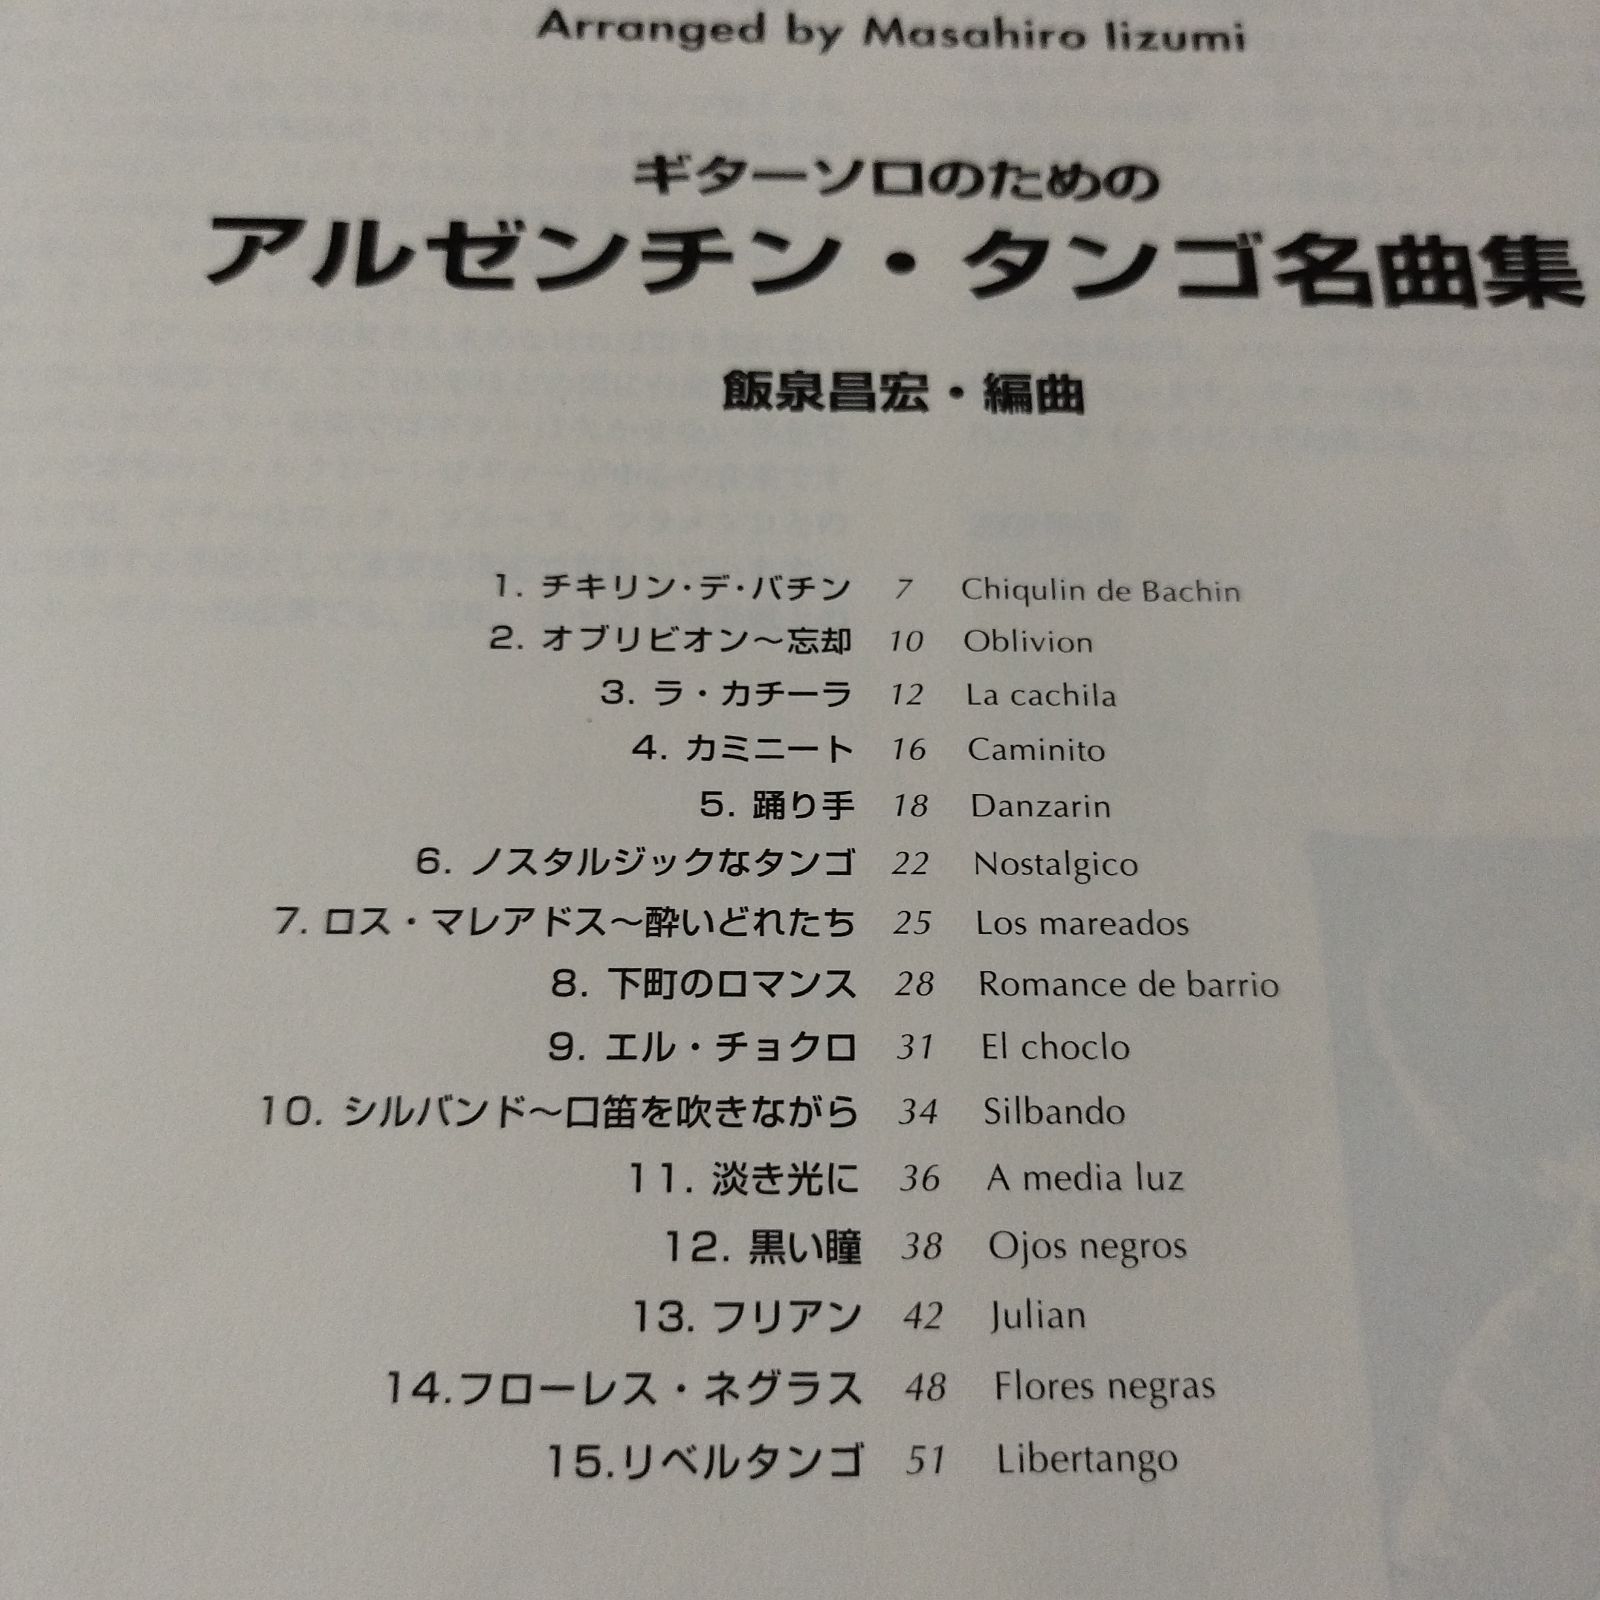 Arranged by Masahiro Iizumi
ギターソロのための
アルゼンチン・タンゴ名曲集
飯泉昌宏・編曲
1. チキリン・デ・バチン 7 Chiqulin de Bachin
2. オブリビオン〜忘却 10 Oblivion
3. ラ・カチーラ 12 La cachila
4. カミニート 16 Caminito
5. 踊り手 18 Danzarin
6. ノスタルジックなタンゴ 22 Nostalgico
7. ロス・マレアドス〜酔いどれたち 25 Los mareados
8. 下町のロマンス 28 Romance de barrio
9. エル・チョクロ 31 El choclo
10. シルバンド〜口笛を吹きながら 34 Silbando
11. 淡き光に 36 A media luz
12. 黒い瞳 38 Ojos negros
13. フリアン 42 Julian
14.フローレス・ネグラス 48 Flores negras
15.リベルタンゴ 51 Libertango